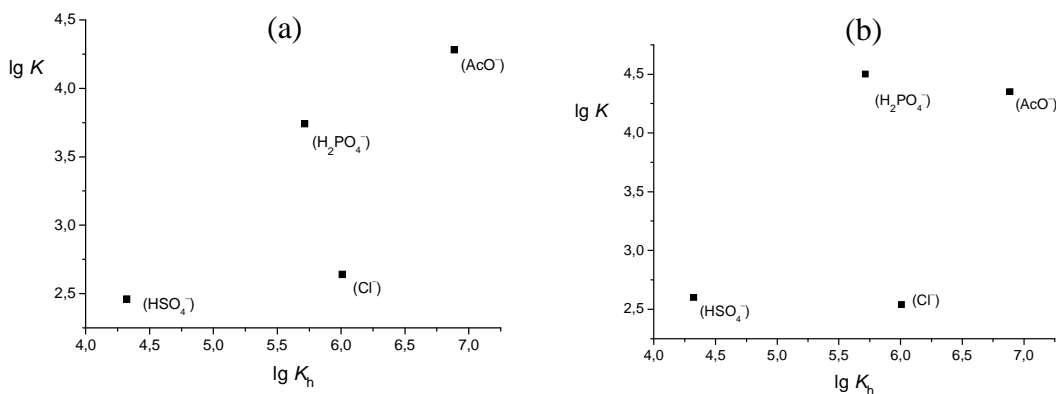 (a)
4,5
4,0
3,5
3,0
2,5
lg K
(AcO⁻)
(H₂PO₄⁻)
(Cl⁻)
(HSO₄⁻)
4,0 4,5 5,0 5,5 6,0 6,5 7,0
lg Kₕ
(b)
4,5
4,0
3,5
3,0
2,5
lg K
(H₂PO₄⁻)
(AcO⁻)
(HSO₄⁻)
(Cl⁻)
4,0 4,5 5,0 5,5 6,0 6,5 7,0
lg Kₕ